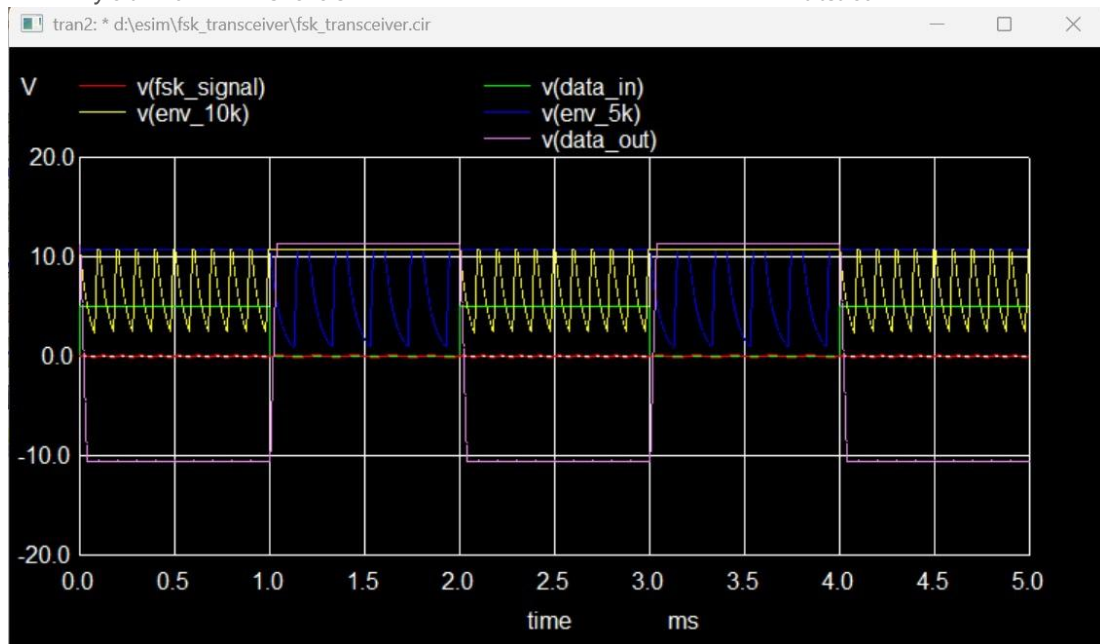 tran2: * d:\esim\fsk_transceiver\fsk_transceiver.cir
V
v(fsk_signal) v(data_in)
v(env_10k) v(env_5k)
v(data_out)
20.0
10.0
0.0
-10.0
-20.0
0.0 0.5 1.0 1.5 2.0 2.5 3.0 3.5 4.0 4.5 5.0
time ms